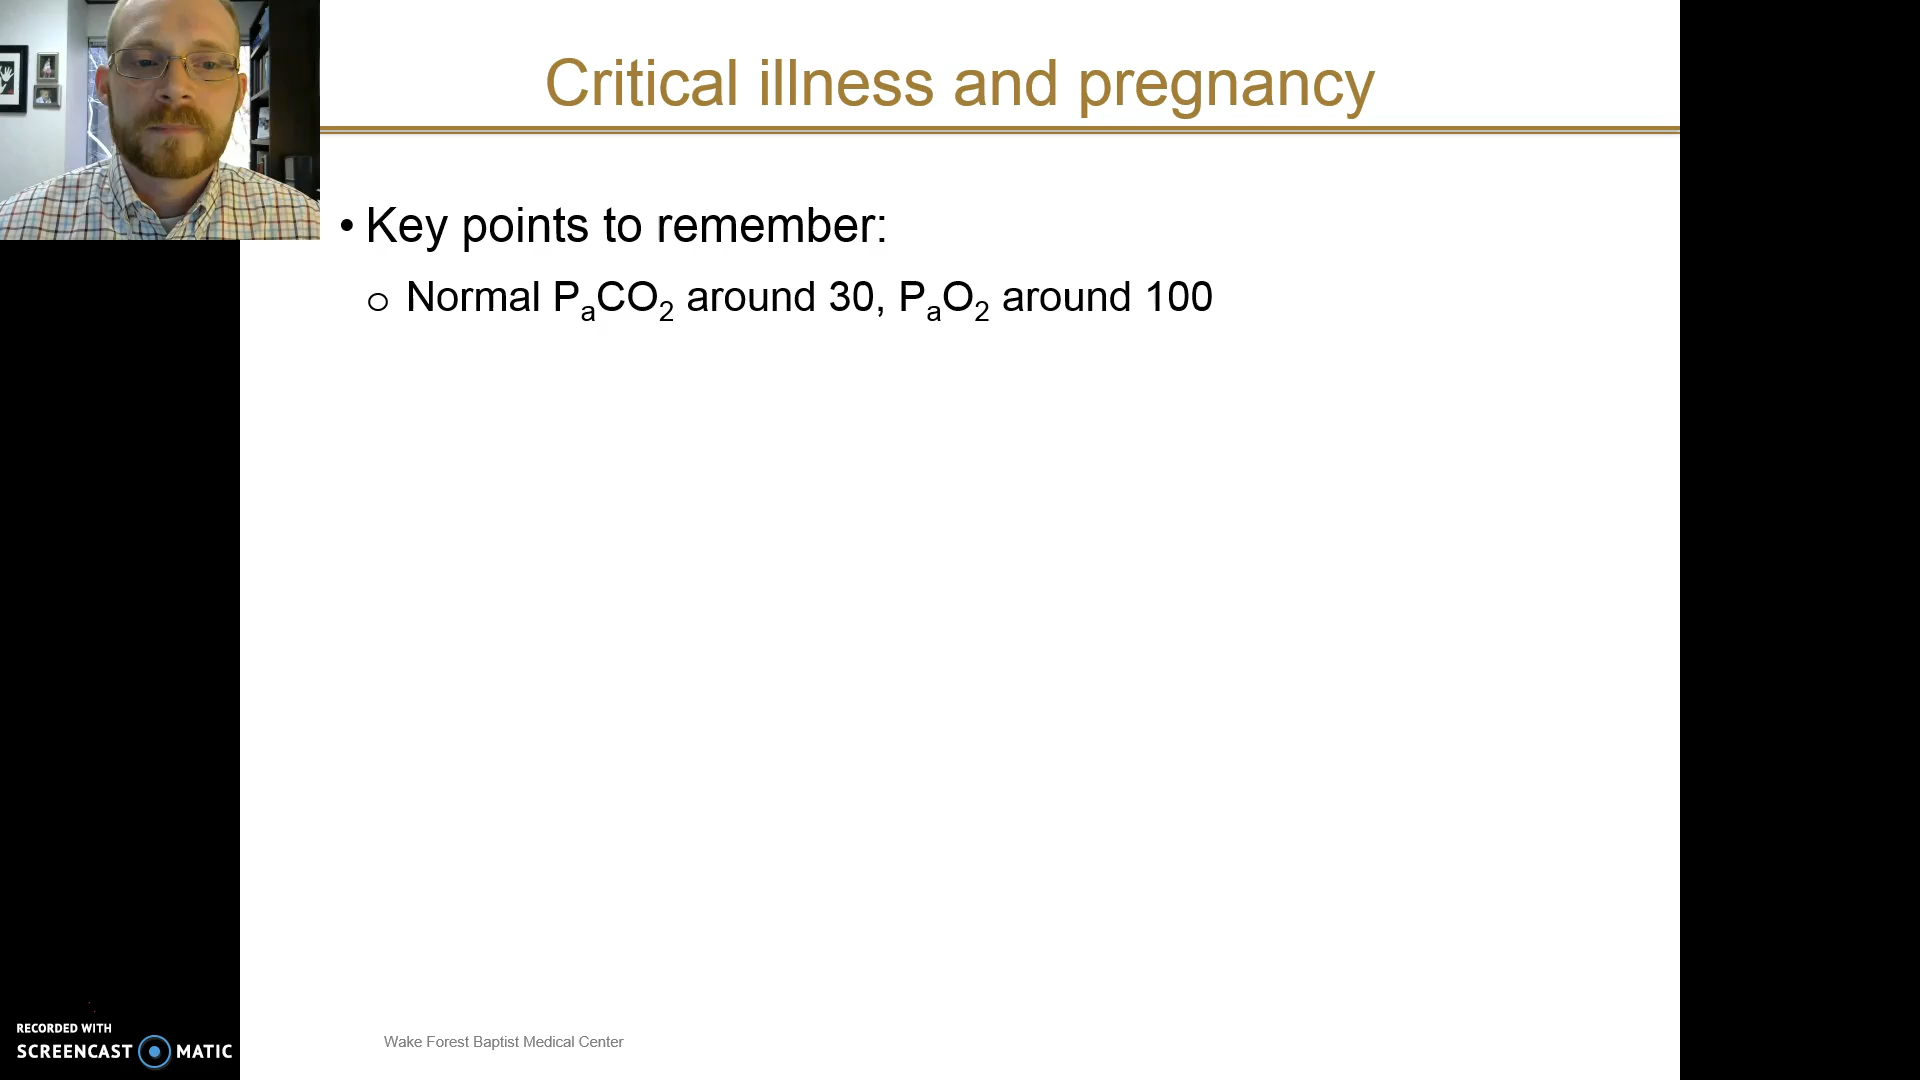 Critical illness and pregnancy
• Key points to remember:
o Normal PaCO2 around 30, PaO2 around 100
Wake Forest Baptist Medical Center
RECORDED WITH
SCREENCAST MATIC